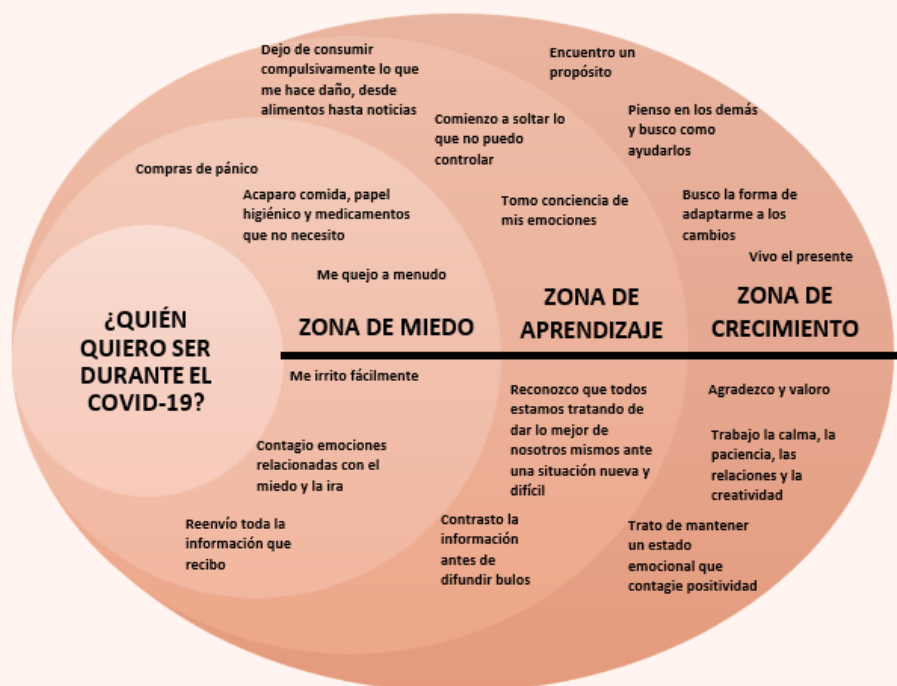 Dejo de consumir
compulsivamente lo que
me hace daño, desde
alimentos hasta noticias
Encuentro un
propósito
Comienzo a soltar lo
que no puedo
controlar
Pienso en los demás
y busco como
ayudarlos
Compras de pánico
Acaparo comida, papel
higiénico y medicamentos
que no necesito
Tomo conciencia de
mis emociones
Busco la forma de
adaptarme a los
cambios
Me quejo a menudo
Vivo el presente
¿QUIÉN
QUIERO SER
DURANTE EL
COVID-19?
ZONA DE MIEDO
ZONA DE
APRENDIZAJE
ZONA DE
CRECIMIENTO
Me irrito fácilmente
Reconozco que todos
estamos tratando de
dar lo mejor de
nosotros mismos ante
una situación nueva y
difícil
Agradezco y valoro
Contagio emociones
relacionadas con el
miedo y la ira
Trabajo la calma, la
paciencia, las
relaciones y la
creatividad
Reenvío toda la
información que
recibo
Contrasto la
información
antes de
difundir bulos
Trato de mantener
un estado
emocional que
contagie positividad